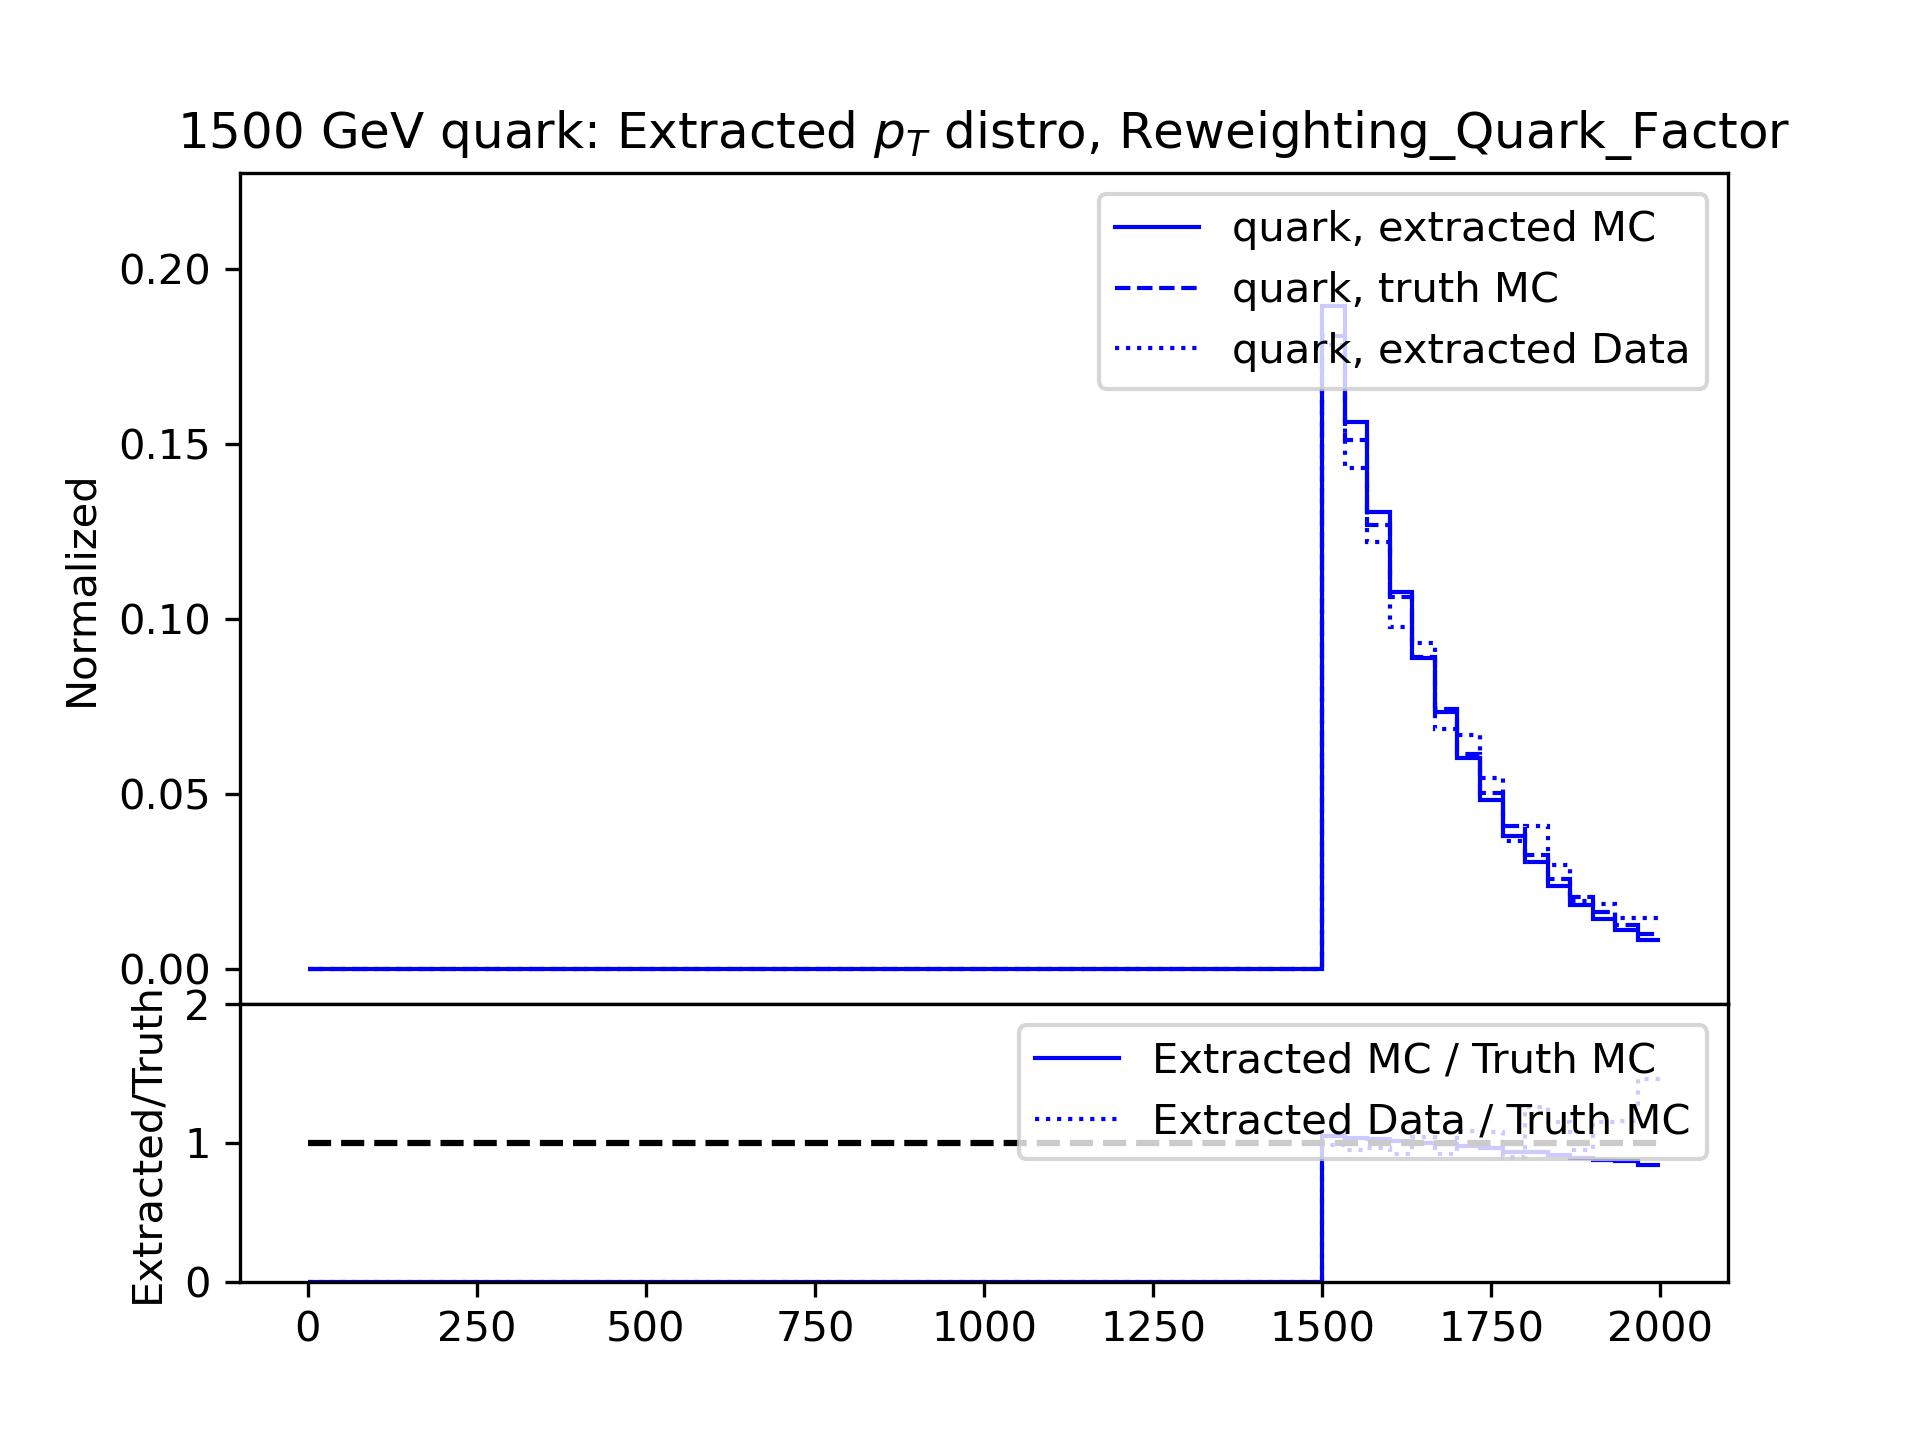 1500 GeV quark: Extracted p_T distro, Reweighting_Quark_Factor
quark, extracted MC
quark, truth MC
quark, extracted Data
Normalized
0.20
0.15
0.10
0.05
0.00
Extracted MC / Truth MC
Extracted Data / Truth MC
Extracted/Truth
2
1
0
0 250 500 750 1000 1250 1500 1750 2000